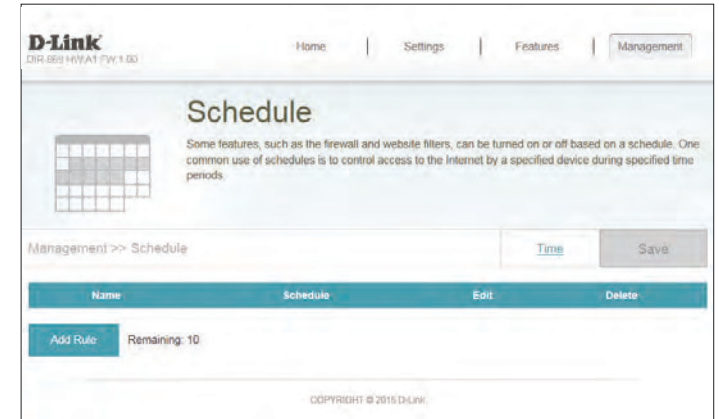 D-Link
DIR-869 HW:A1 FW:1.00
Home
Settings
Features
Management
Schedule
Some features, such as the firewall and website filters, can be turned on or off based on a schedule. One
common use of schedules is to control access to the Internet by a specified device during specified time
periods.
Management >> Schedule
Time
Save
Name
Schedule
Edit
Delete
Add Rule
Remaining: 10
COPYRIGHT © 2015 D-Link